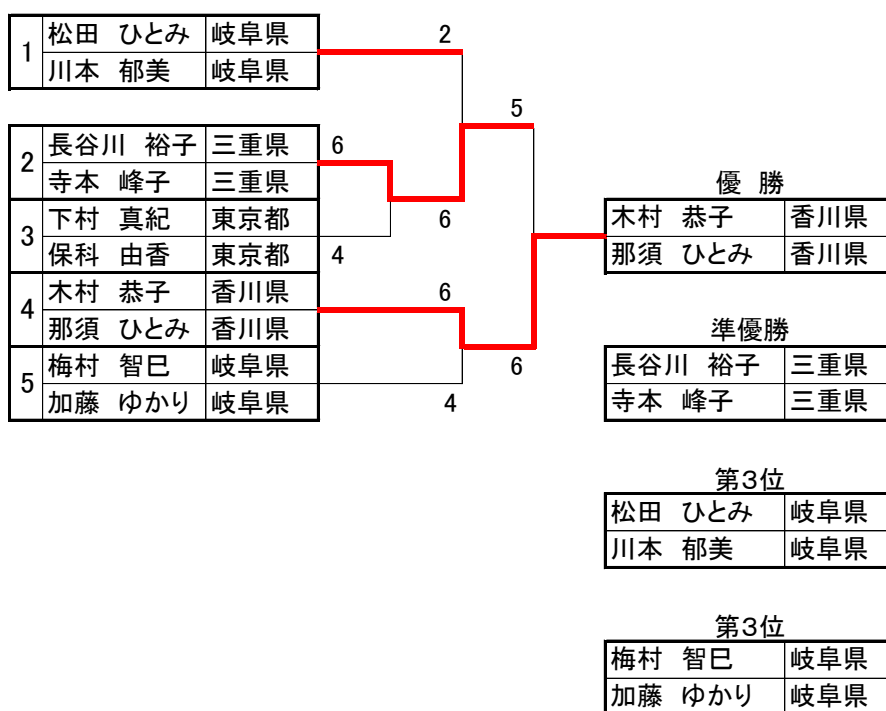 1 松田 ひとみ 岐阜県
川本 郁美 岐阜県
2
5
2 長谷川 裕子 三重県
寺本 峰子 三重県
6
3 下村 真紀 東京都
保科 由香 東京都
4
6
4 木村 恭子 香川県
那須 ひとみ 香川県
6
5 梅村 智巳 岐阜県
加藤 ゆかり 岐阜県
4
6
優 勝
木村 恭子 香川県
那須 ひとみ 香川県
準優勝
長谷川 裕子 三重県
寺本 峰子 三重県
第3位
松田 ひとみ 岐阜県
川本 郁美 岐阜県
第3位
梅村 智巳 岐阜県
加藤 ゆかり 岐阜県